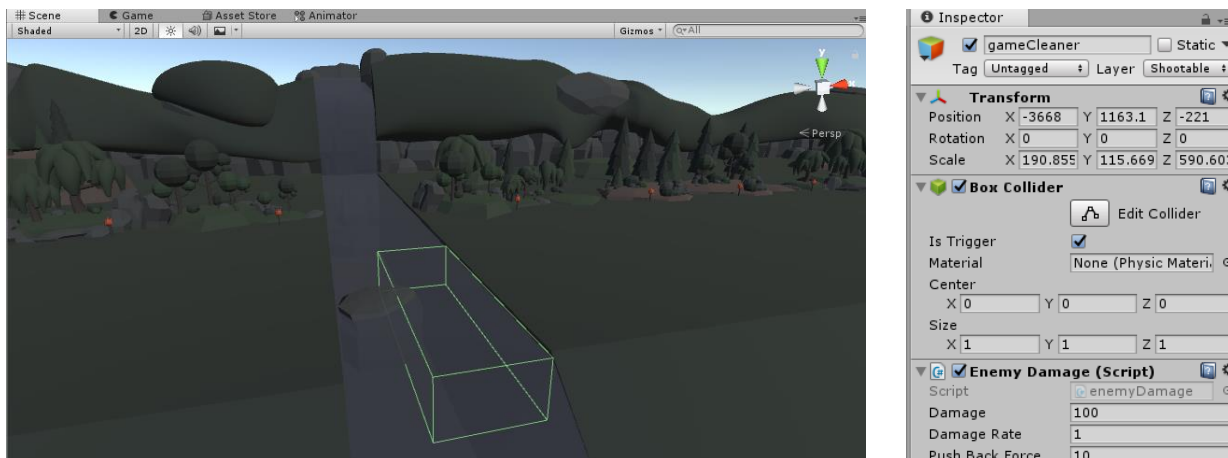 Scene Game Asset Store Animator
Shaded 2D Gizmos Q▾All
y
x
Persp
Inspector
gameCleaner Static
Tag Untagged Layer Shootable
Transform
Position X -3668 Y 1163.1 Z -221
Rotation X 0 Y 0 Z 0
Scale X 190.855 Y 115.669 Z 590.602
Box Collider
Edit Collider
Is Trigger
Material None (Physic Materi
Center
X 0 Y 0 Z 0
Size
X 1 Y 1 Z 1
C# Enemy Damage (Script)
Script enemyDamage
Damage 100
Damage Rate 1
Push Back Force 10